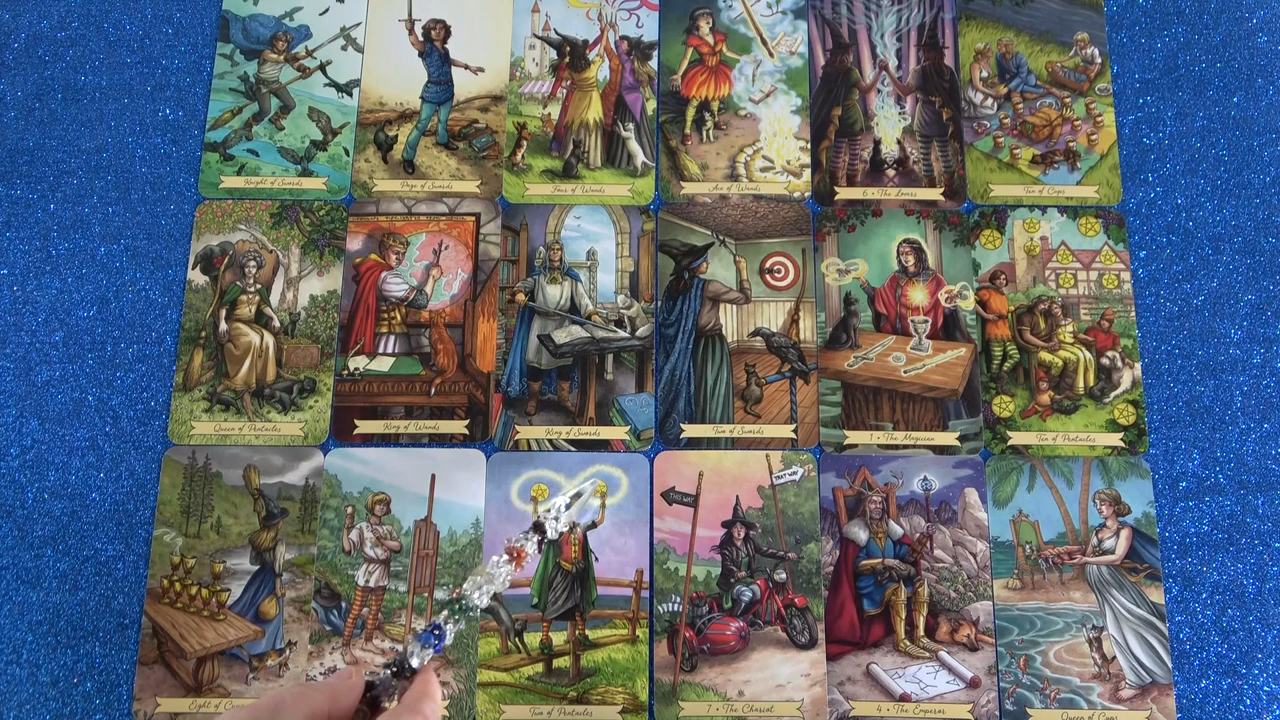 Knight of Swords
Page of Swords
Four of Wands
Ace of Wands
6 • The Lovers
Ten of Cups
Queen of Pentacles
King of Wands
King of Swords
Two of Swords
1 • The Magician
Ten of Pentacles
THIS WAY
THAT WAY
Eight of
Two of Pentacles
7 • The Chariot
4 • The Emperor
Queen of Cups